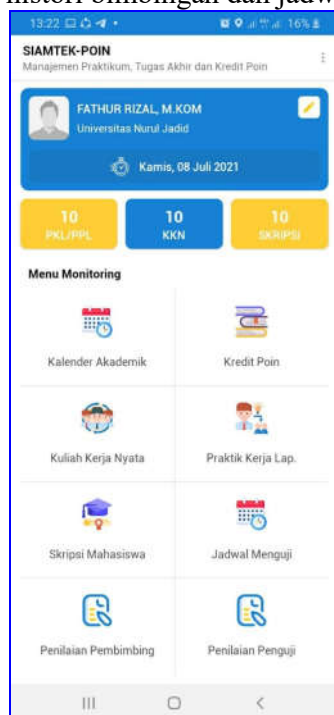 histori bimbingan dan jadw
13:22
16%
SIAMTEK-POIN
Manajemen Praktikum, Tugas Akhir dan Kredit Poin
FATHUR RIZAL, M.KOM
Universitas Nurul Jadid
Kamis, 08 Juli 2021
10 10 10
PKL/PPL KKN SKRIPSI
Menu Monitoring
Kalender Akademik Kredit Poin
Kuliah Kerja Nyata Praktik Kerja Lap.
Skripsi Mahasiswa Jadwal Menguji
Penilaian Pembimbing Penilaian Penguji